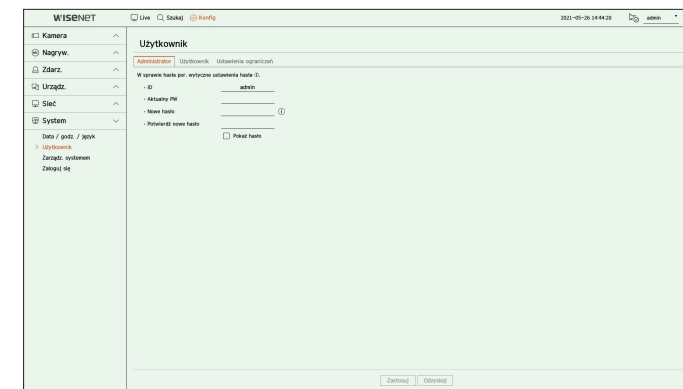 WISENET
Live Szukaj Konfig 2021-05-26 14:44:20 admin
Kamera
Nagryw.
Zdarz.
Urządz.
Sieć
System
Data / godz. / język
Użytkownik
Zarządz. systemem
Zaloguj się
Użytkownik
Administrator Użytkownik Ustawienia ograniczeń
W sprawie hasła por. wytyczne ustawienia hasła ⓘ.
• ID admin
• Aktualny PW
• Nowe hasło ⓘ
• Potwierdź nowe hasło
Pokaż hasło
Zastosuj Odzyskaj